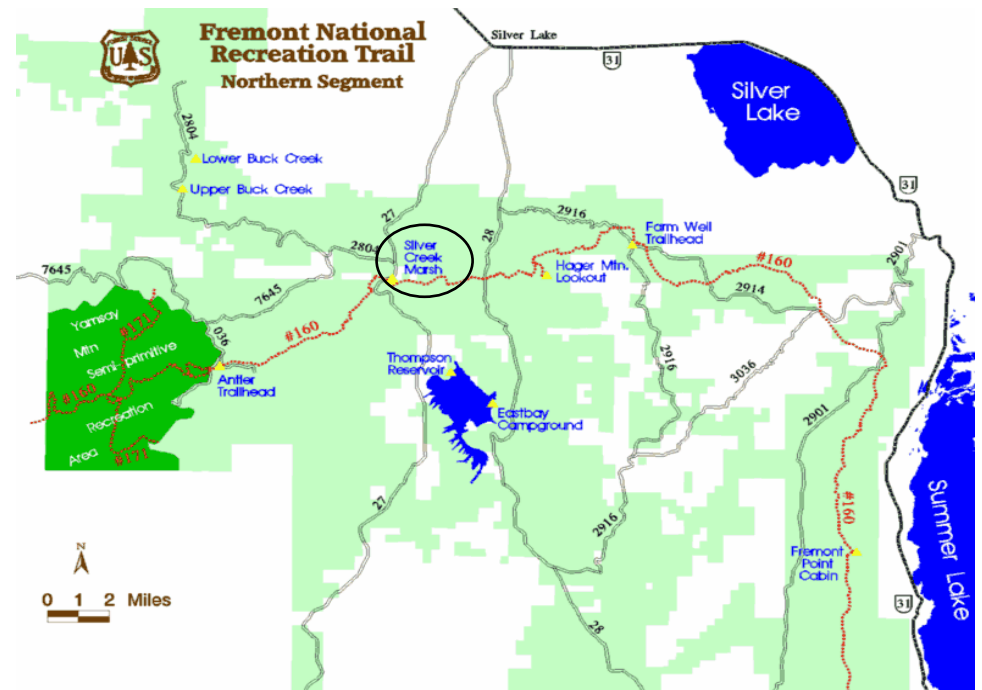 FOREST SERVICE
U S
Fremont National
Recreation Trail
Northern Segment
Silver Lake
31
Silver
Lake
2804
Lower Buck Creek
Upper Buck Creek
31
27
28
2916
Farm Well
Trailhead
2901
2804
Silver
Creek
Marsh
Hager Mtn.
Lookout
#160
7645
7645
2914
Yamsay
Mtn
Semi-primitive
Recreation
Area
#171
#160
#171
036
#160
Antler
Trailhead
Thompson
Reservoir
Eastbay
Campground
2916
3036
2901
27
2916
#160
Summer Lake
Fremont
Point
Cabin
N
0 1 2 Miles
31
28